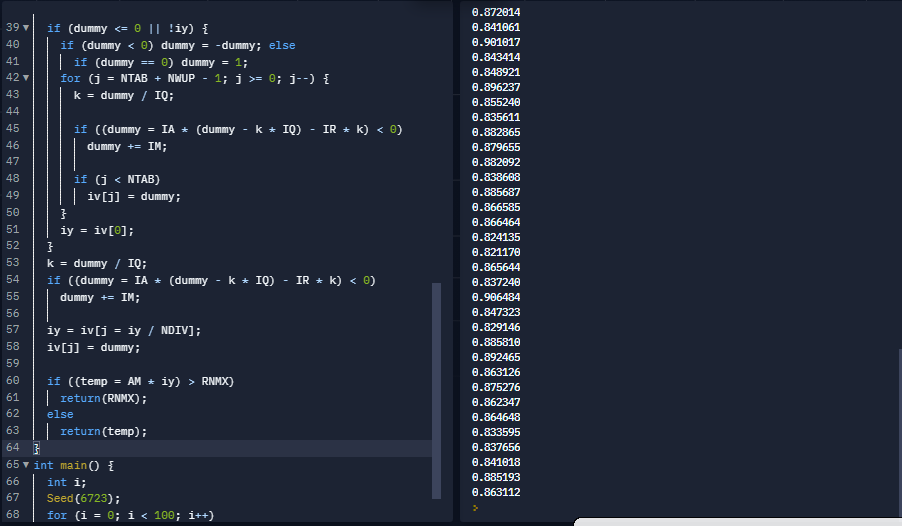 39 if (dummy <= 0 || !iy) {
40 if (dummy < 0) dummy = -dummy; else
41 if (dummy == 0) dummy = 1;
42 for (j = NTAB + NWUP - 1; j >= 0; j--) {
43 k = dummy / IQ;
44
45 if ((dummy = IA * (dummy - k * IQ) - IR * k) < 0)
46 dummy += IM;
47
48 if (j < NTAB)
49 iv[j] = dummy;
50 }
51 iy = iv[0];
52 }
53 k = dummy / IQ;
54 if ((dummy = IA * (dummy - k * IQ) - IR * k) < 0)
55 dummy += IM;
56
57 iy = iv[j = iy / NDIV];
58 iv[j] = dummy;
59
60 if ((temp = AM * iy) > RNMX)
61 return(RNMX);
62 else
63 return(temp);
64 }
65 int main() {
66 int i;
67 Seed(6723);
68 for (i = 0; i < 100; i++)
0.872014
0.841061
0.901017
0.843414
0.848921
0.896237
0.855240
0.835611
0.882865
0.879655
0.882092
0.838608
0.885687
0.866585
0.866464
0.824135
0.821170
0.865644
0.837240
0.906484
0.847323
0.829146
0.885810
0.892465
0.863126
0.875276
0.862347
0.864648
0.833595
0.837656
0.841018
0.885193
0.863112
>